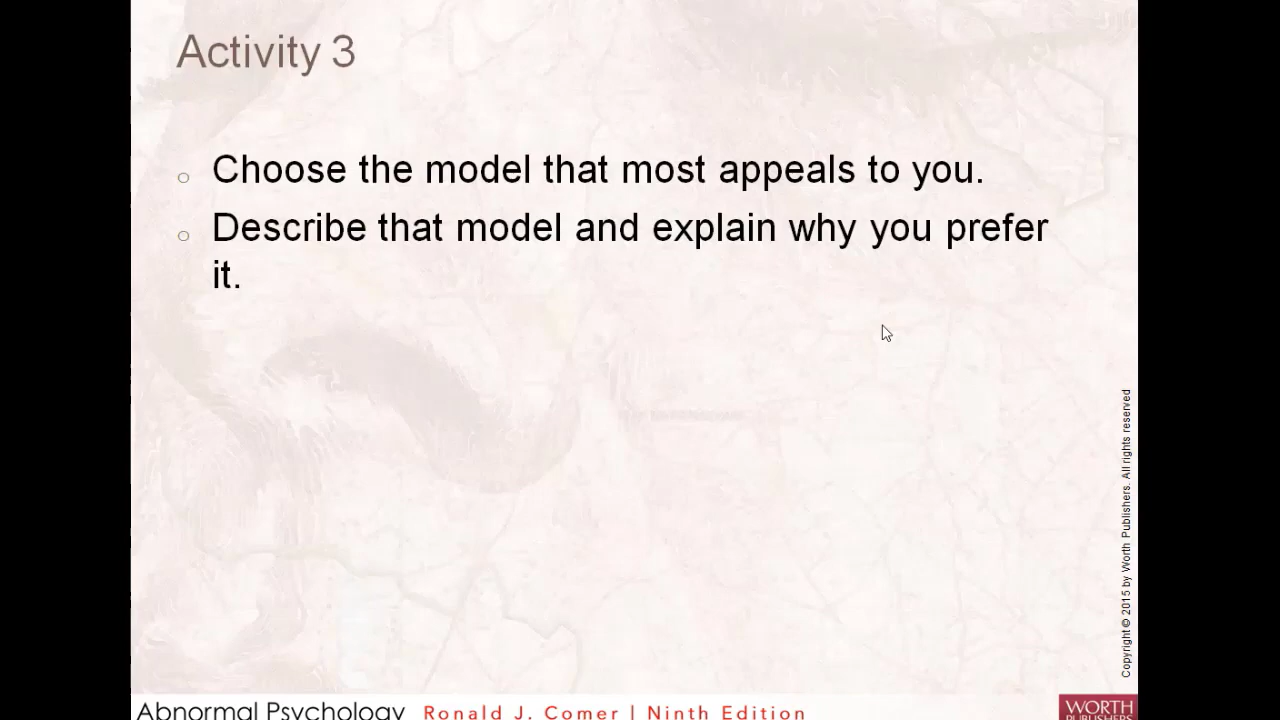 Activity 3
Choose the model that most appeals to you.
Describe that model and explain why you prefer
it.
Copyright © 2015 by Worth Publishers. All rights reserved
Abnormal Psychology Ronald J. Comer | Ninth Edition
WORTH
PUBLISHERS